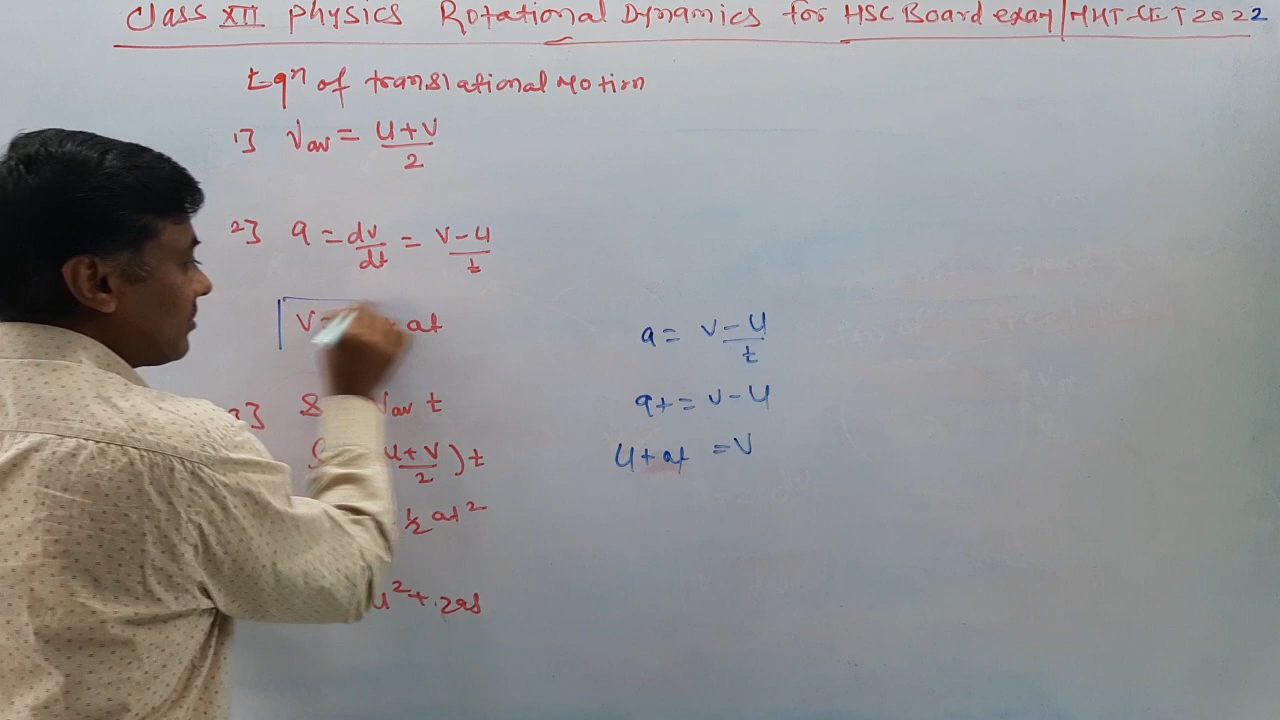 Class XII physics Rotational Dynamics for HSC Board exam/MHT-CET 2022
Eqⁿ of translational Motion
1] Vav = u+v/2
2] a = dv/dt = v-u/t
v at
3] S Vav t
u+v/2) t
½ at²
u² + 2as
a = v-u/t
at = v-u
u+at = v